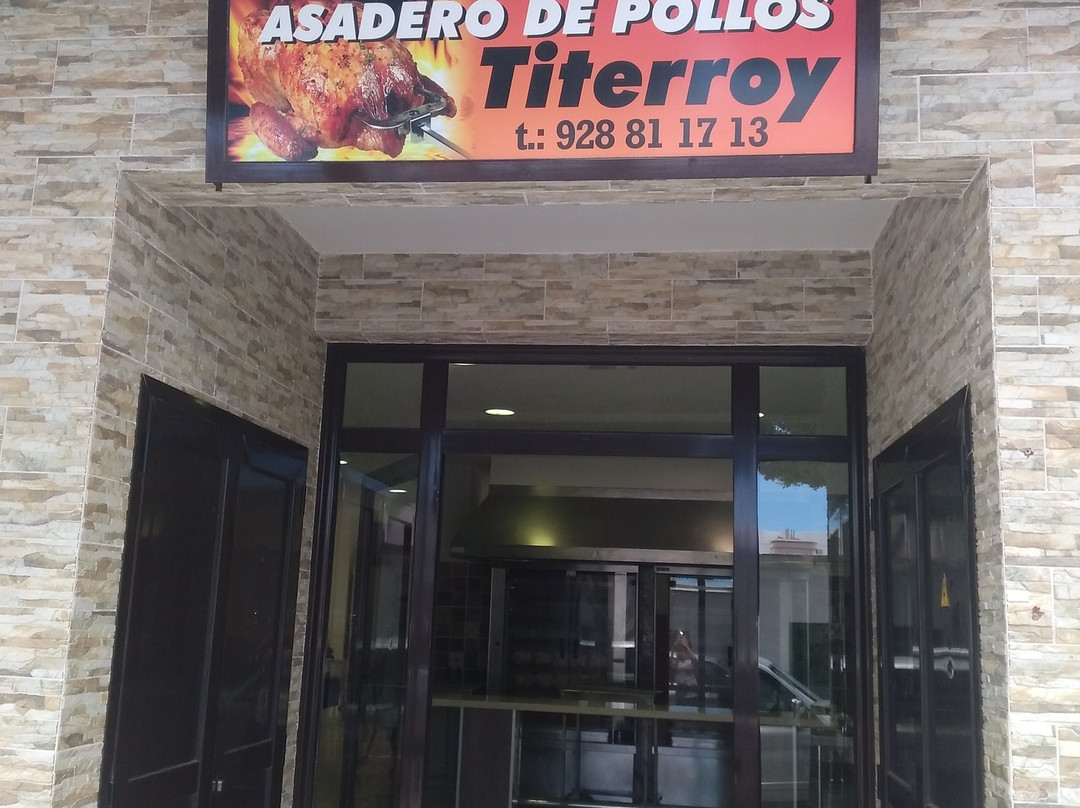 ASADERO DE POLLOS
Titerroy
t.: 928 81 17 13